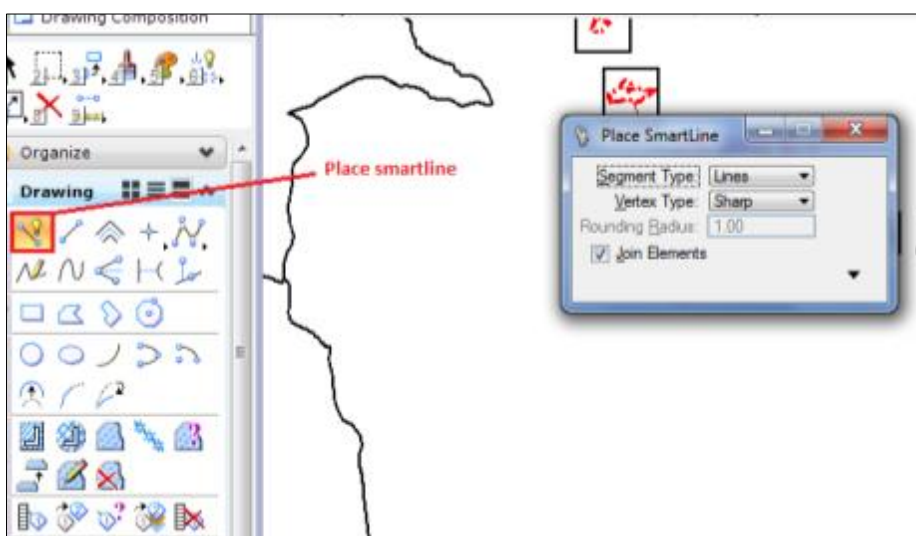 Drawing Composition
Organize
Drawing
Place smartline
Place SmartLine
Segment Type: Lines
Vertex Type: Sharp
Rounding Radius: 1.00
Join Elements